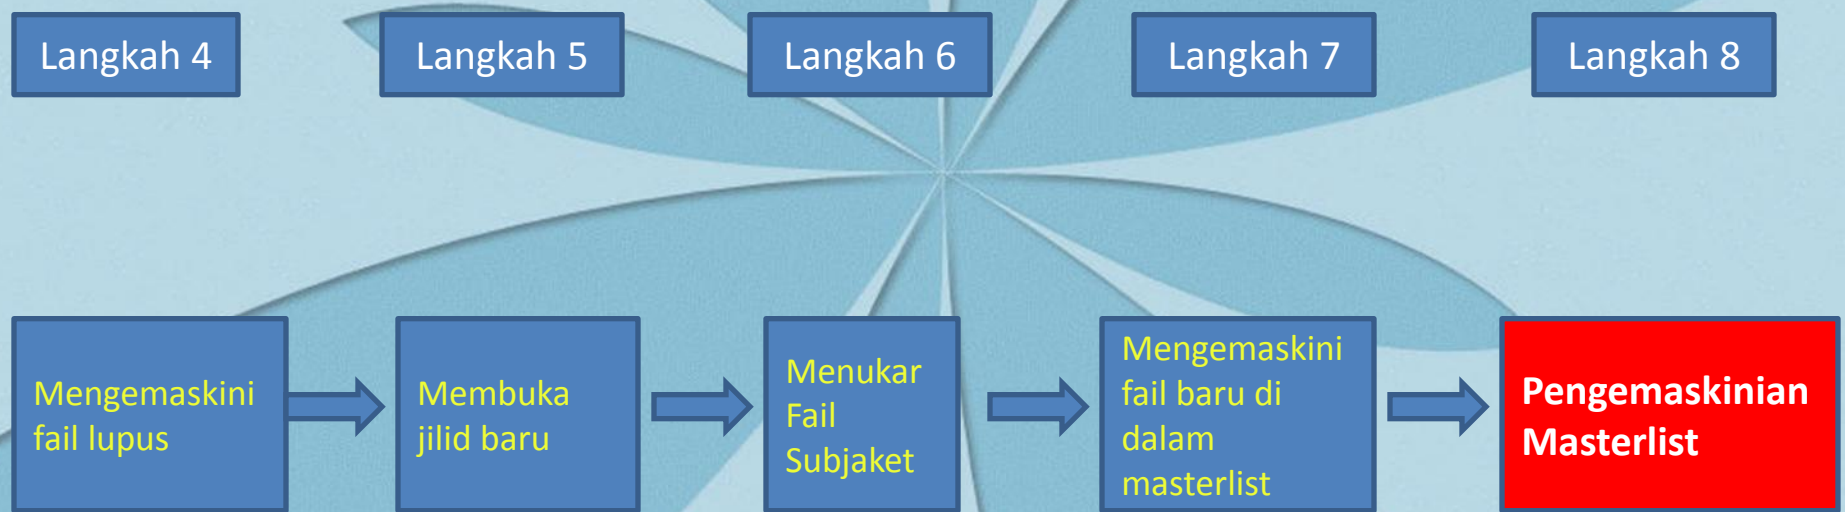 Langkah 4
Langkah 5
Langkah 6
Langkah 7
Langkah 8
Mengemaskini
fail lupus
Membuka
jilid baru
Menukar
Fail
Subjaket
Mengemaskini
fail baru di
dalam
masterlist
Pengemaskinian
Masterlist